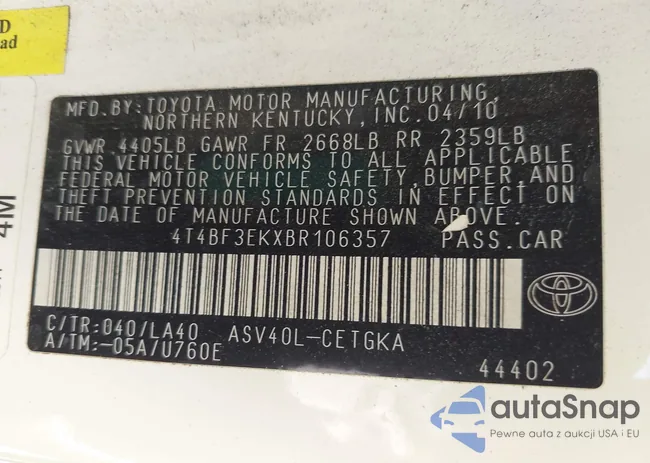 D
ad
4M
MFD.BY:TOYOTA MOTOR MANUFACTURING,
NORTHERN KENTUCKY,INC.04/10
GVWR 4405LB GAWR FR 2668LB RR 2359LB
THIS VEHICLE CONFORMS TO ALL APPLICABLE
FEDERAL MOTOR VEHICLE SAFETY,BUMPER,AND
THEFT PREVENTION STANDARDS IN EFFECT ON
THE DATE OF MANUFACTURE SHOWN ABOVE.
4T4BF3EKXBR106357 PASS.CAR
C/TR:040/LA40 ASV40L-CETGKA
A/TM:-05A/U760E
44402
autaSnap
Pewne auta z aukcji USA i EU